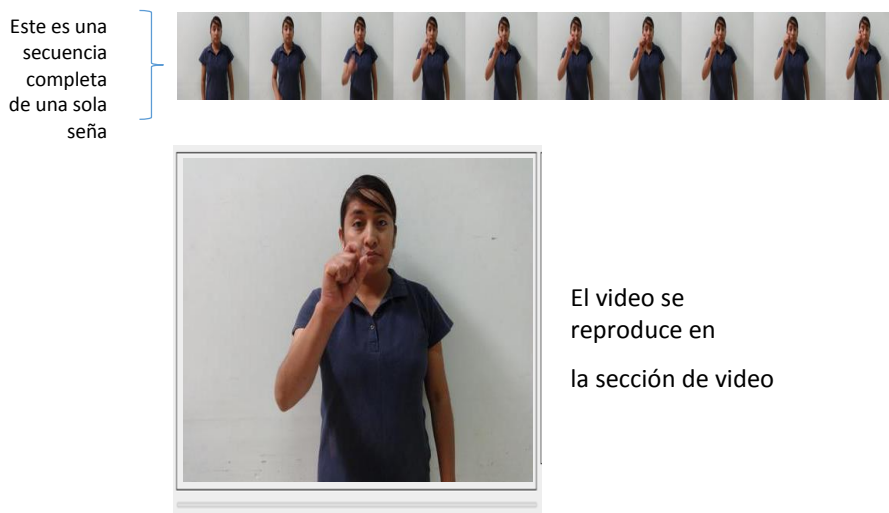 Este es una
secuencia
completa
de una sola
seña
El video se
reproduce en
la sección de video